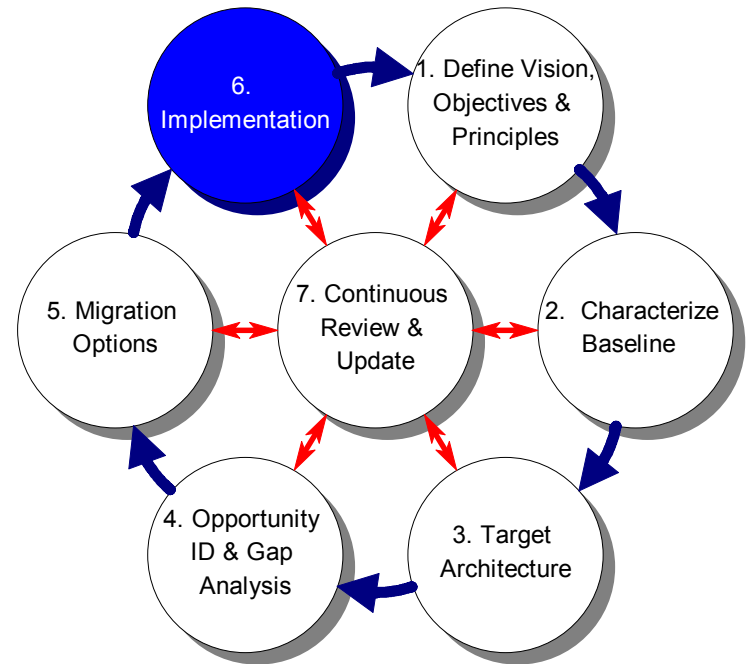 6.
Implementation
1. Define Vision,
Objectives &
Principles
2. Characterize
Baseline
3. Target
Architecture
4. Opportunity
ID & Gap
Analysis
5. Migration
Options
7. Continuous
Review &
Update